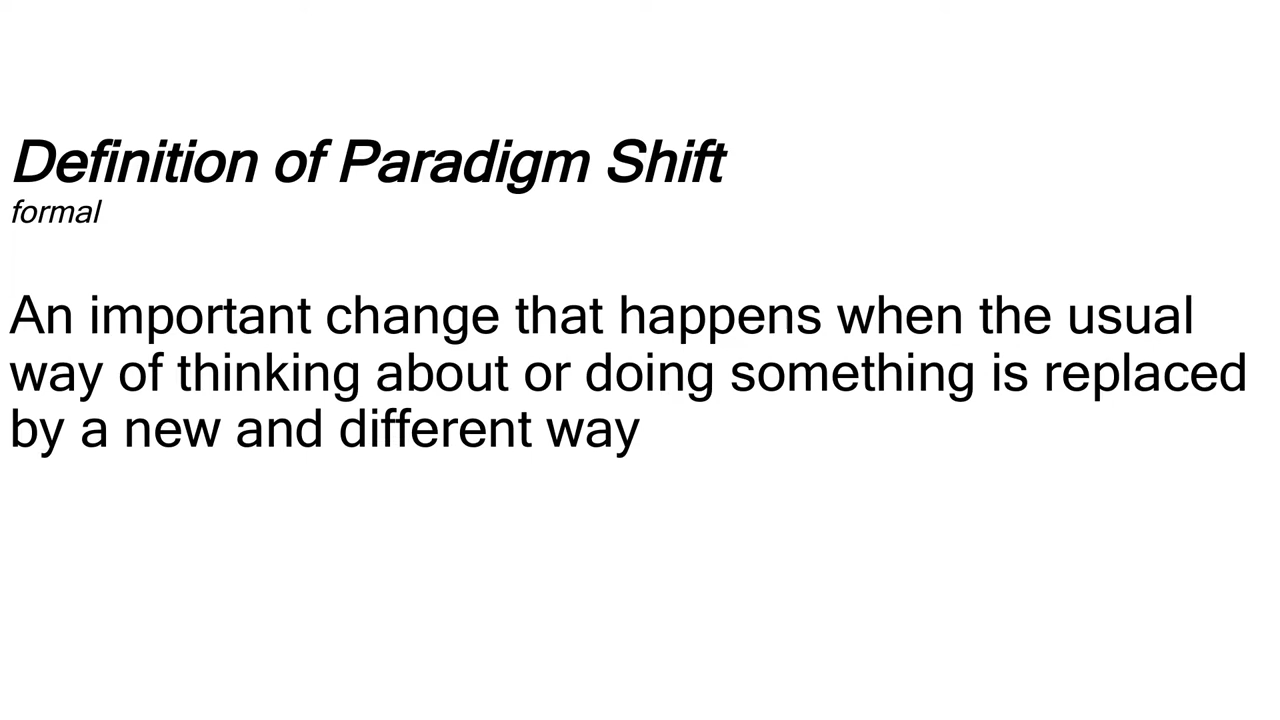 Definition of Paradigm Shift
formal
An important change that happens when the usual
way of thinking about or doing something is replaced
by a new and different way